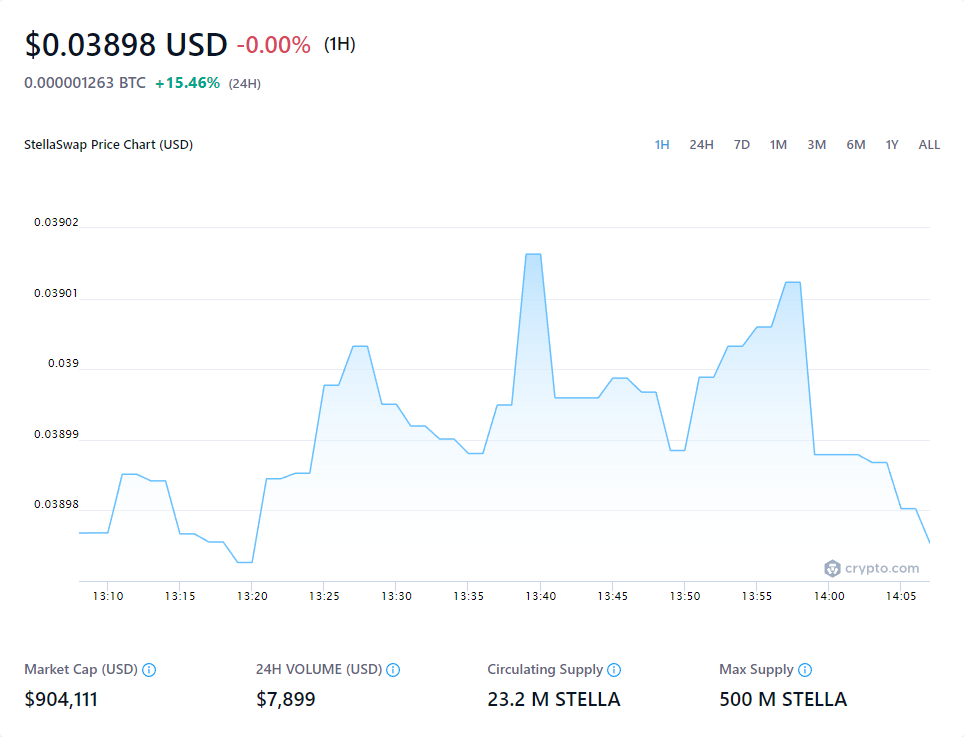 $0.03898 USD -0.00% (1H)
0.000001263 BTC +15.46% (24H)
StellaSwap Price Chart (USD) 1H 24H 7D 1M 3M 6M 1Y ALL
0.03902
0.03901
0.039
0.03899
0.03898
crypto.com
13:10 13:15 13:20 13:25 13:30 13:35 13:40 13:45 13:50 13:55 14:00 14:05
Market Cap (USD) 24H VOLUME (USD) Circulating Supply Max Supply
$904,111 $7,899 23.2 M STELLA 500 M STELLA